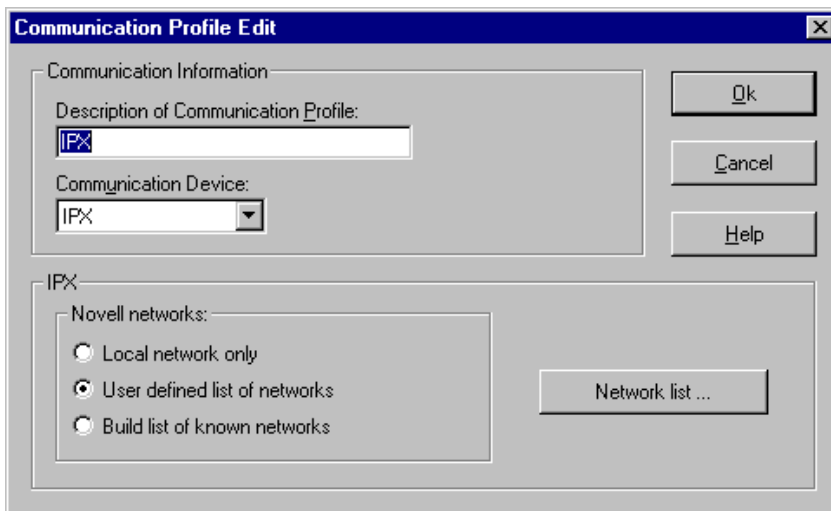 Communication Profile Edit
Communication Information
Description of Communication Profile:
IPX
Communication Device:
IPX
Ok
Cancel
Help
IPX
Novell networks:
Local network only
User defined list of networks
Build list of known networks
Network list ...